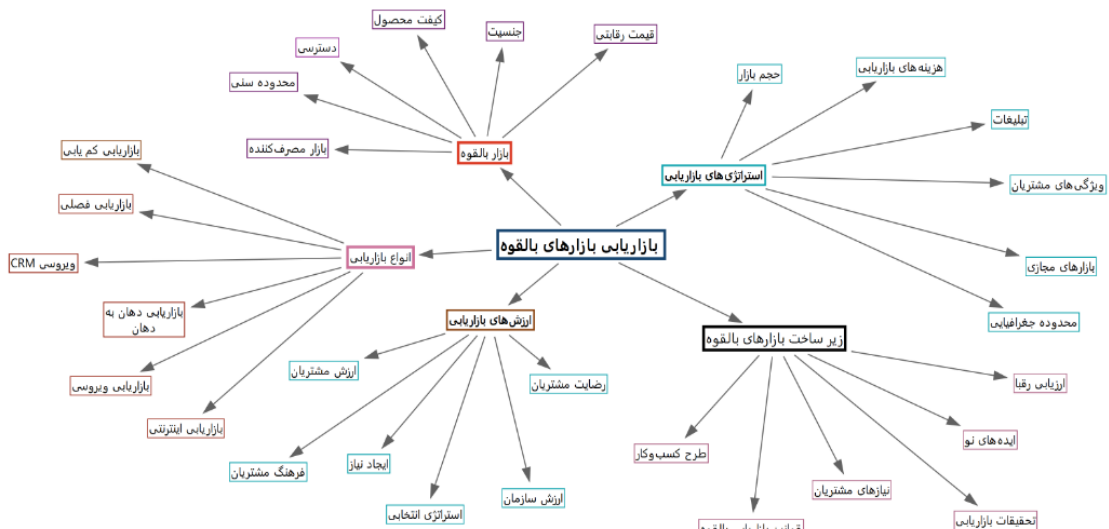 کیفت محصول
جنسیت
قیمت رقابتی
دسترسی
محدوده سنی
بازار مصرف‌کننده
بازار بالقوه
حجم بازار
هزینه‌های بازاریابی
تبلیغات
استراتژی‌های بازاریابی
ویژگی‌های مشتریان
بازارهای مجازی
محدوده جغرافیایی
بازاریابی بازارهای بالقوه
بازاریابی کم یابی
بازاریابی فصلی
انواع بازاریابی
ویروسی CRM
بازاریابی دهان به
دهان
بازاریابی ویروسی
بازاریابی اینترنتی
ارزش‌های بازاریابی
ارزش مشتریان
رضایت مشتریان
فرهنگ مشتریان
ایجاد نیاز
استراتژی انتخابی
ارزش سازمان
زیر ساخت بازارهای بالقوه
ارزیابی رقبا
ایده‌های نو
طرح کسب‌وکار
نیازهای مشتریان
تحقیقات بازاریابی